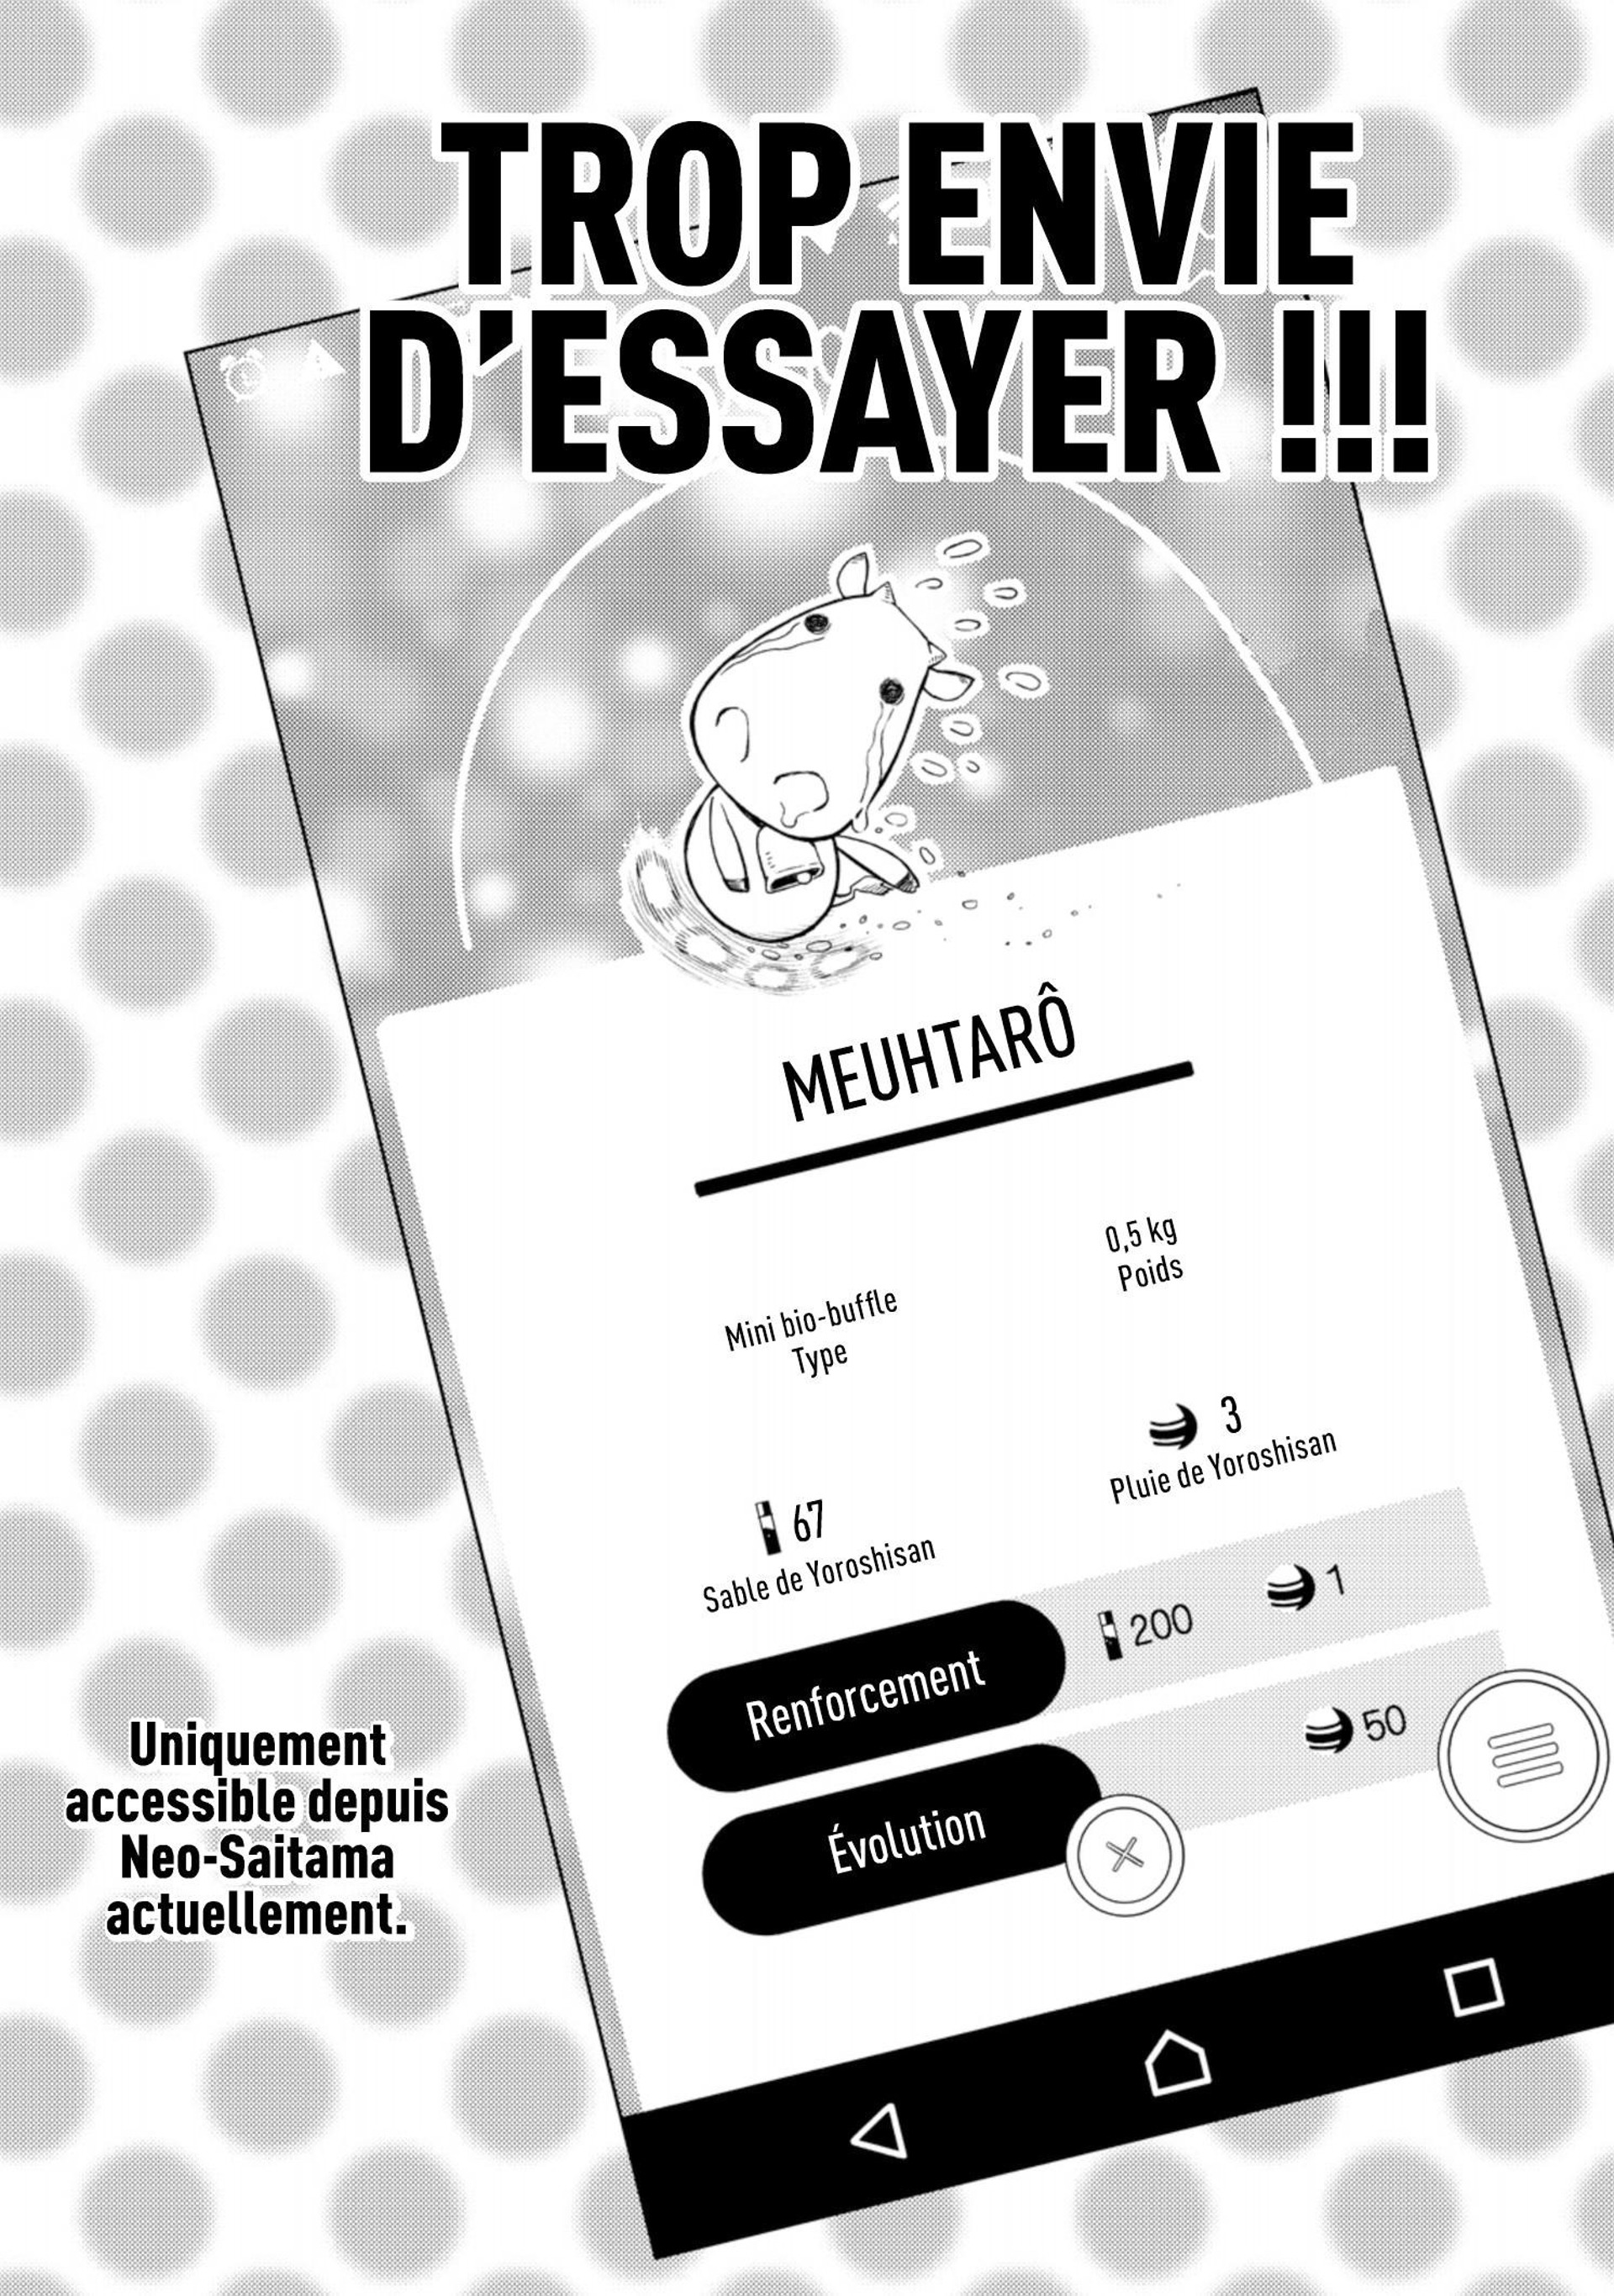 TROP ENVIE
D'ESSAYER !!!
MEUHTARÔ
0,5 kg
Poids
Mini bio-buffle
Type
3
Pluie de Yoroshisan
67
Sable de Yoroshisan
Renforcement 200 1
Évolution 50
Uniquement
accessible depuis
Neo-Saitama
actuellement.